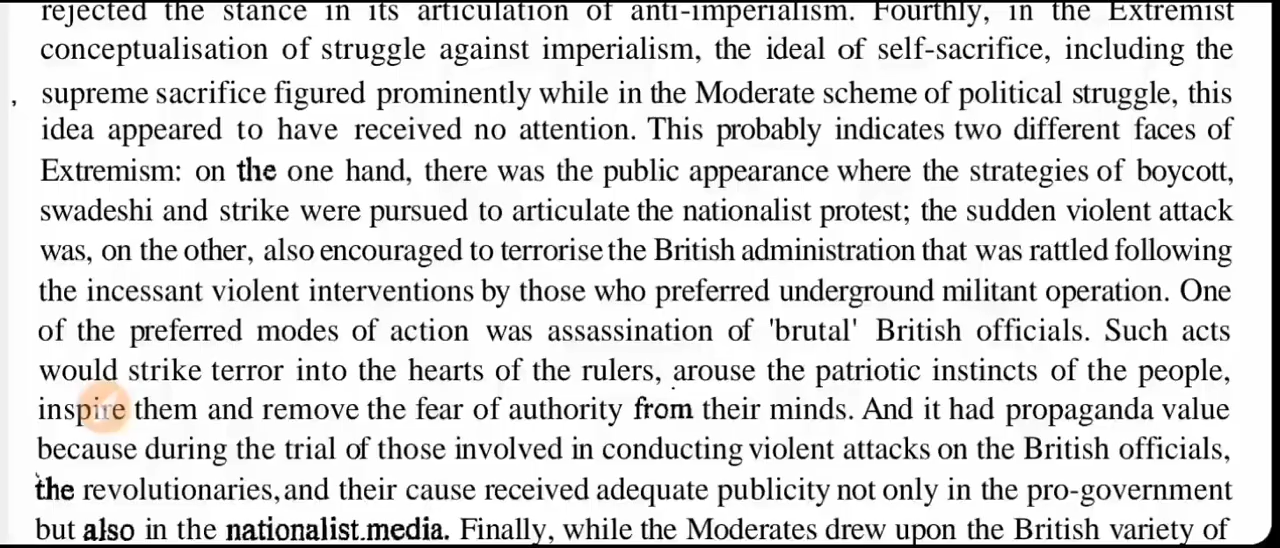 rejected the stance in its articulation of anti-imperialism. Fourthly, in the Extremist
conceptualisation of struggle against imperialism, the ideal of self-sacrifice, including the
, supreme sacrifice figured prominently while in the Moderate scheme of political struggle, this
idea appeared to have received no attention. This probably indicates two different faces of
Extremism: on the one hand, there was the public appearance where the strategies of boycott,
swadeshi and strike were pursued to articulate the nationalist protest; the sudden violent attack
was, on the other, also encouraged to terrorise the British administration that was rattled following
the incessant violent interventions by those who preferred underground militant operation. One
of the preferred modes of action was assassination of 'brutal' British officials. Such acts
would strike terror into the hearts of the rulers, arouse the patriotic instincts of the people,
inspire them and remove the fear of authority from their minds. And it had propaganda value
because during the trial of those involved in conducting violent attacks on the British officials,
the revolutionaries, and their cause received adequate publicity not only in the pro-government
but also in the nationalist.media. Finally, while the Moderates drew upon the British variety of